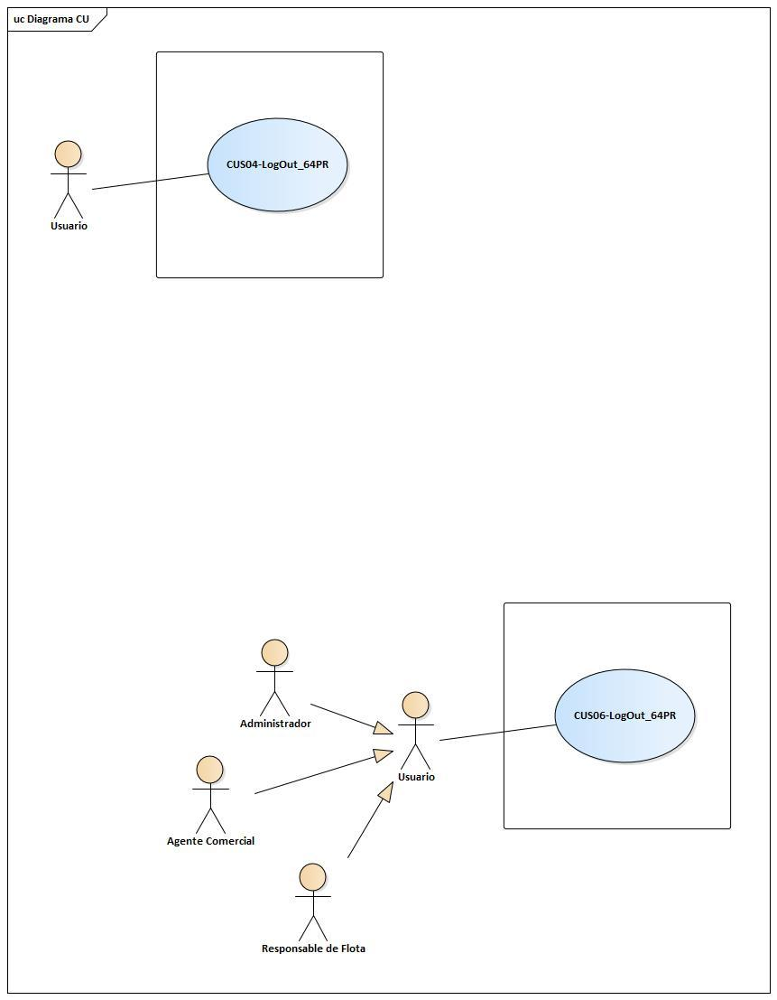 uc Diagrama CU
CUS04-LogOut_64PR
Usuario
Administrador
CUS06-LogOut_64PR
Usuario
Agente Comercial
Responsable de Flota